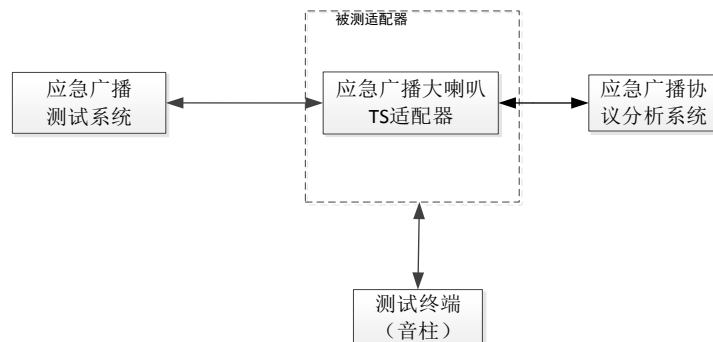 被测适配器
应急广播
测试系统
应急广播大喇叭
TS适配器
应急广播协
议分析系统
测试终端
（音柱）